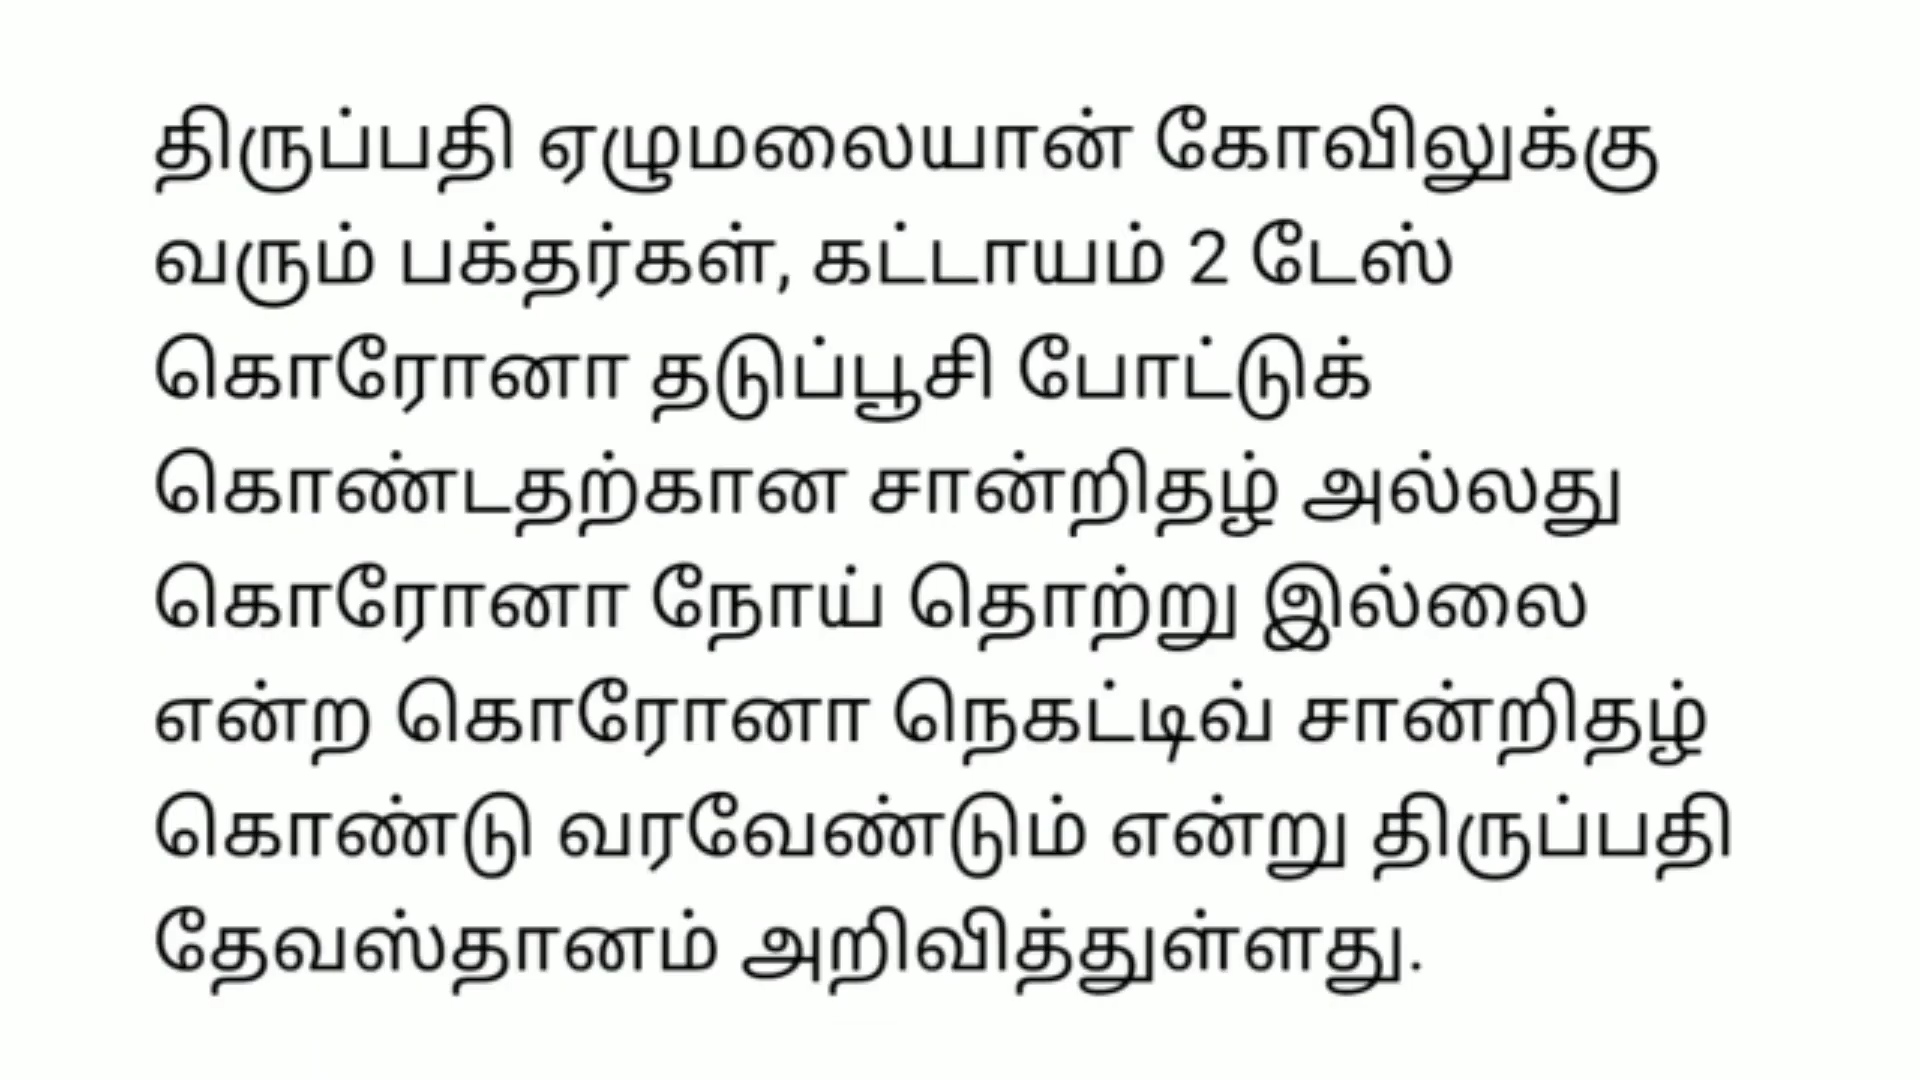 திருப்பதி ஏழுமலையான் கோவிலுக்கு
வரும் பக்தர்கள், கட்டாயம் 2 டேஸ்
கொரோனா தடுப்பூசி போட்டுக்
கொண்டதற்கான சான்றிதழ் அல்லது
கொரோனா நோய் தொற்று இல்லை
என்ற கொரோனா நெகட்டிவ் சான்றிதழ்
கொண்டு வரவேண்டும் என்று திருப்பதி
தேவஸ்தானம் அறிவித்துள்ளது.